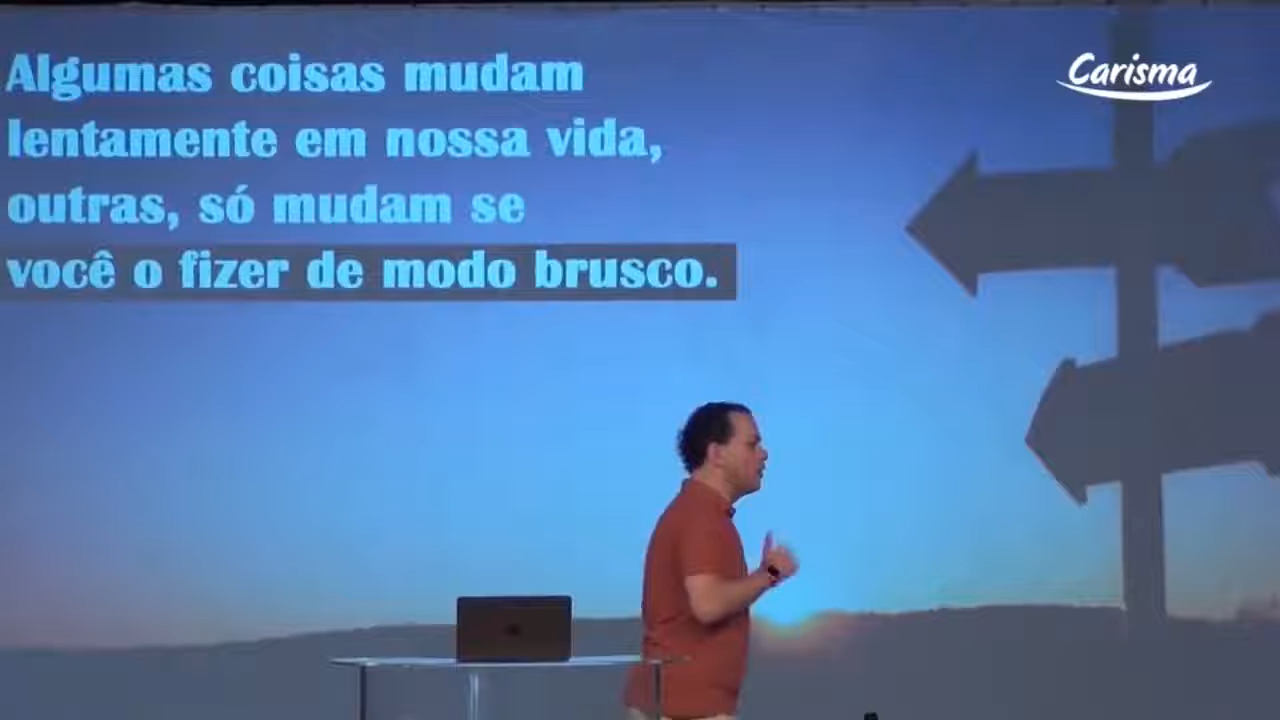 Algumas coisas mudam
lentamente em nossa vida,
outras, só mudam se
você o fizer de modo brusco.
Carisma